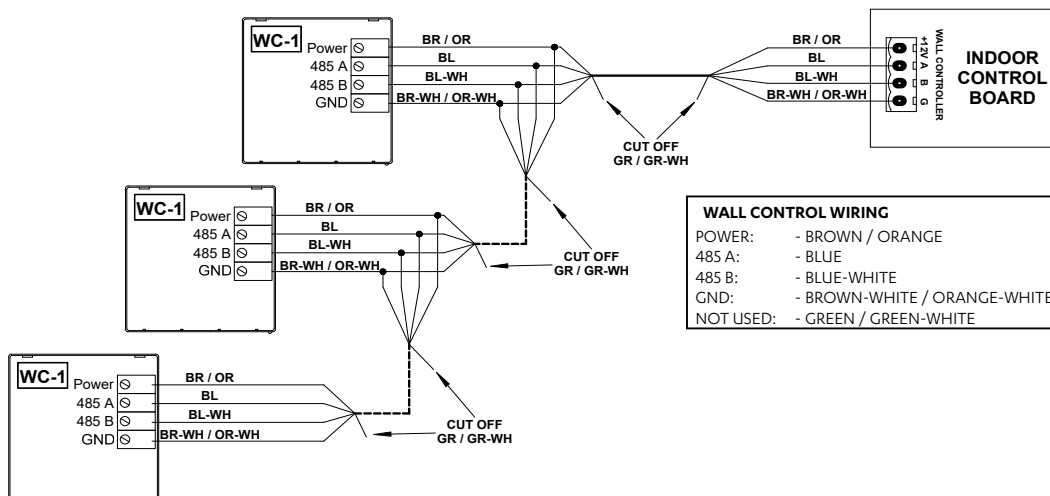 WC-1
Power
485 A
485 B
GND
BR / OR
BL
BL-WH
BR-WH / OR-WH
CUT OFF
GR / GR-WH
BR / OR
BL
BL-WH
BR-WH / OR-WH
+12V A B G
WALL CONTROLLER
INDOOR
CONTROL
BOARD
WC-1
Power
485 A
485 B
GND
BR / OR
BL
BL-WH
BR-WH / OR-WH
CUT OFF
GR / GR-WH
WALL CONTROL WIRING
POWER: - BROWN / ORANGE
485 A: - BLUE
485 B: - BLUE-WHITE
GND: - BROWN-WHITE / ORANGE-WHITE
NOT USED: - GREEN / GREEN-WHITE
WC-1
Power
485 A
485 B
GND
BR / OR
BL
BL-WH
BR-WH / OR-WH
CUT OFF
GR / GR-WH